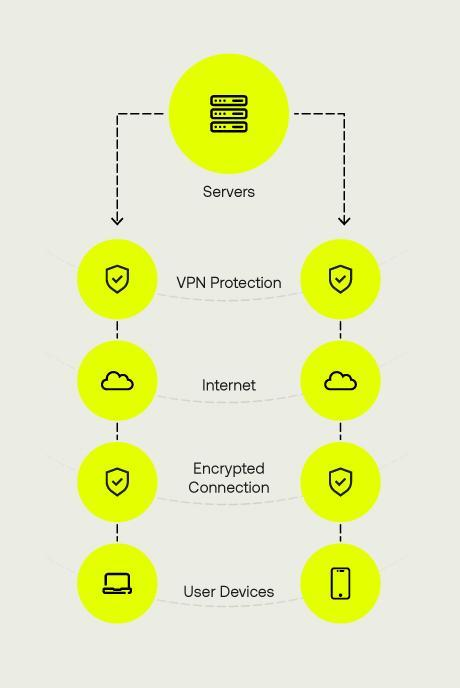 Servers
VPN Protection
Internet
Encrypted
Connection
User Devices